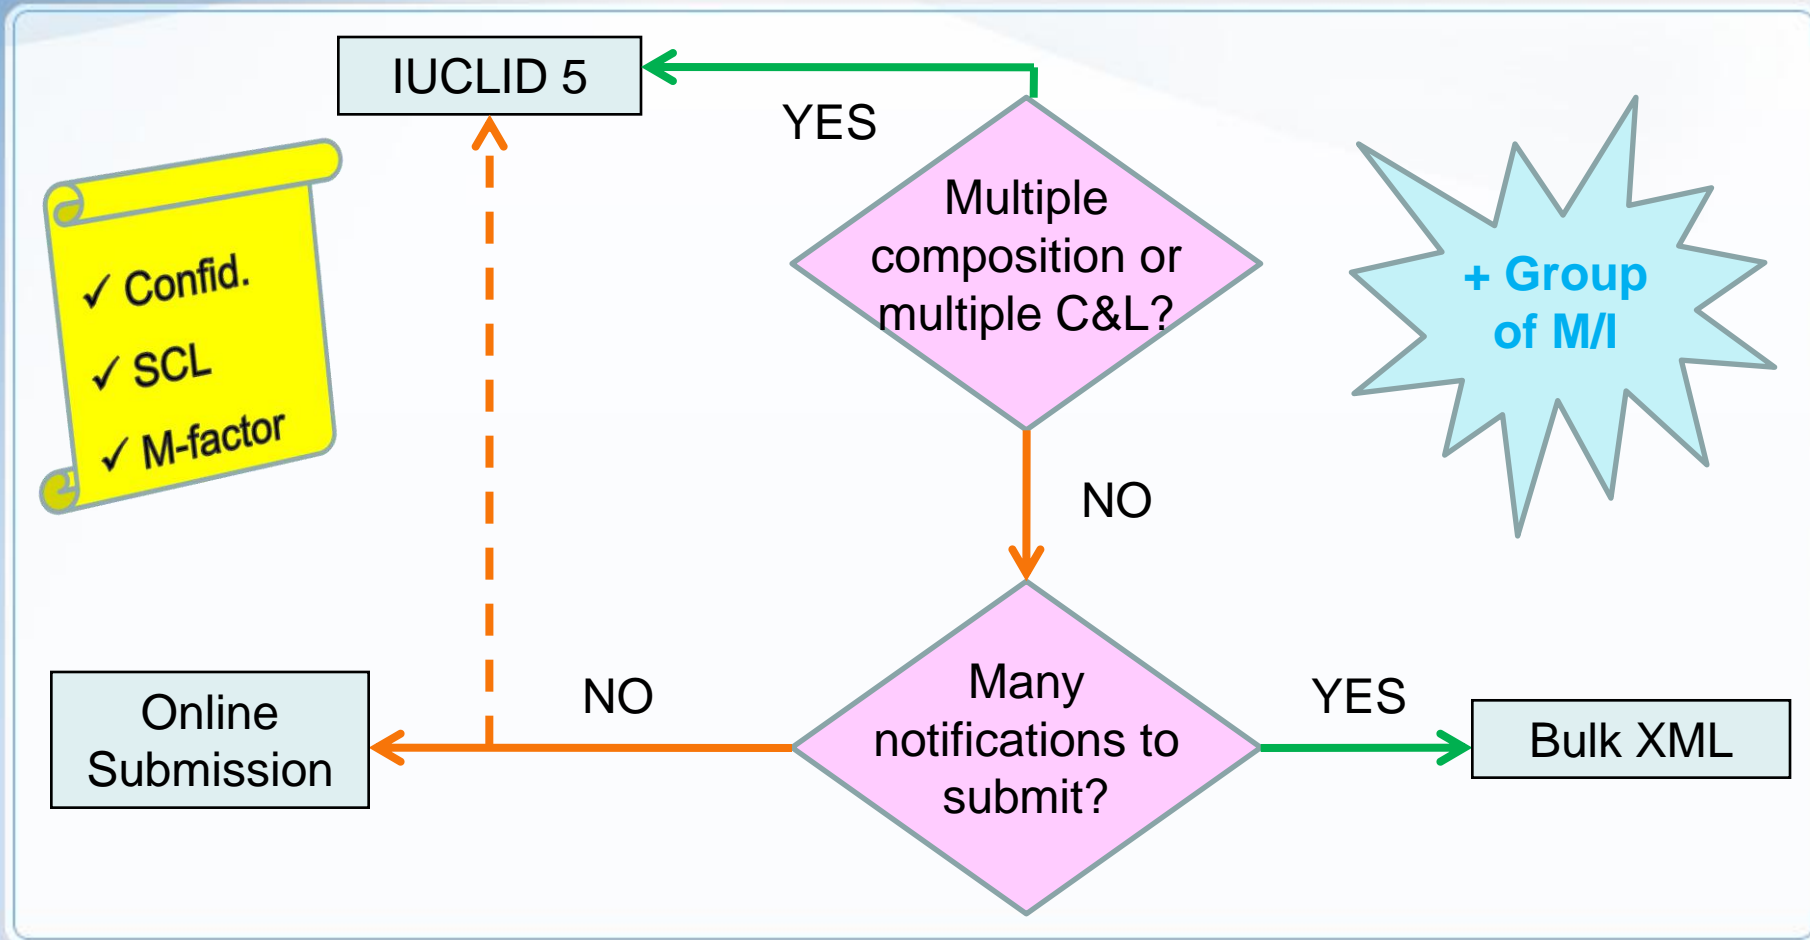 IUCLID 5
YES
Multiple
composition or
multiple C&L?
✓ Confid.
✓ SCL
✓ M-factor
+ Group
of M/I
NO
Many
notifications to
submit?
NO
YES
Online
Submission
Bulk XML